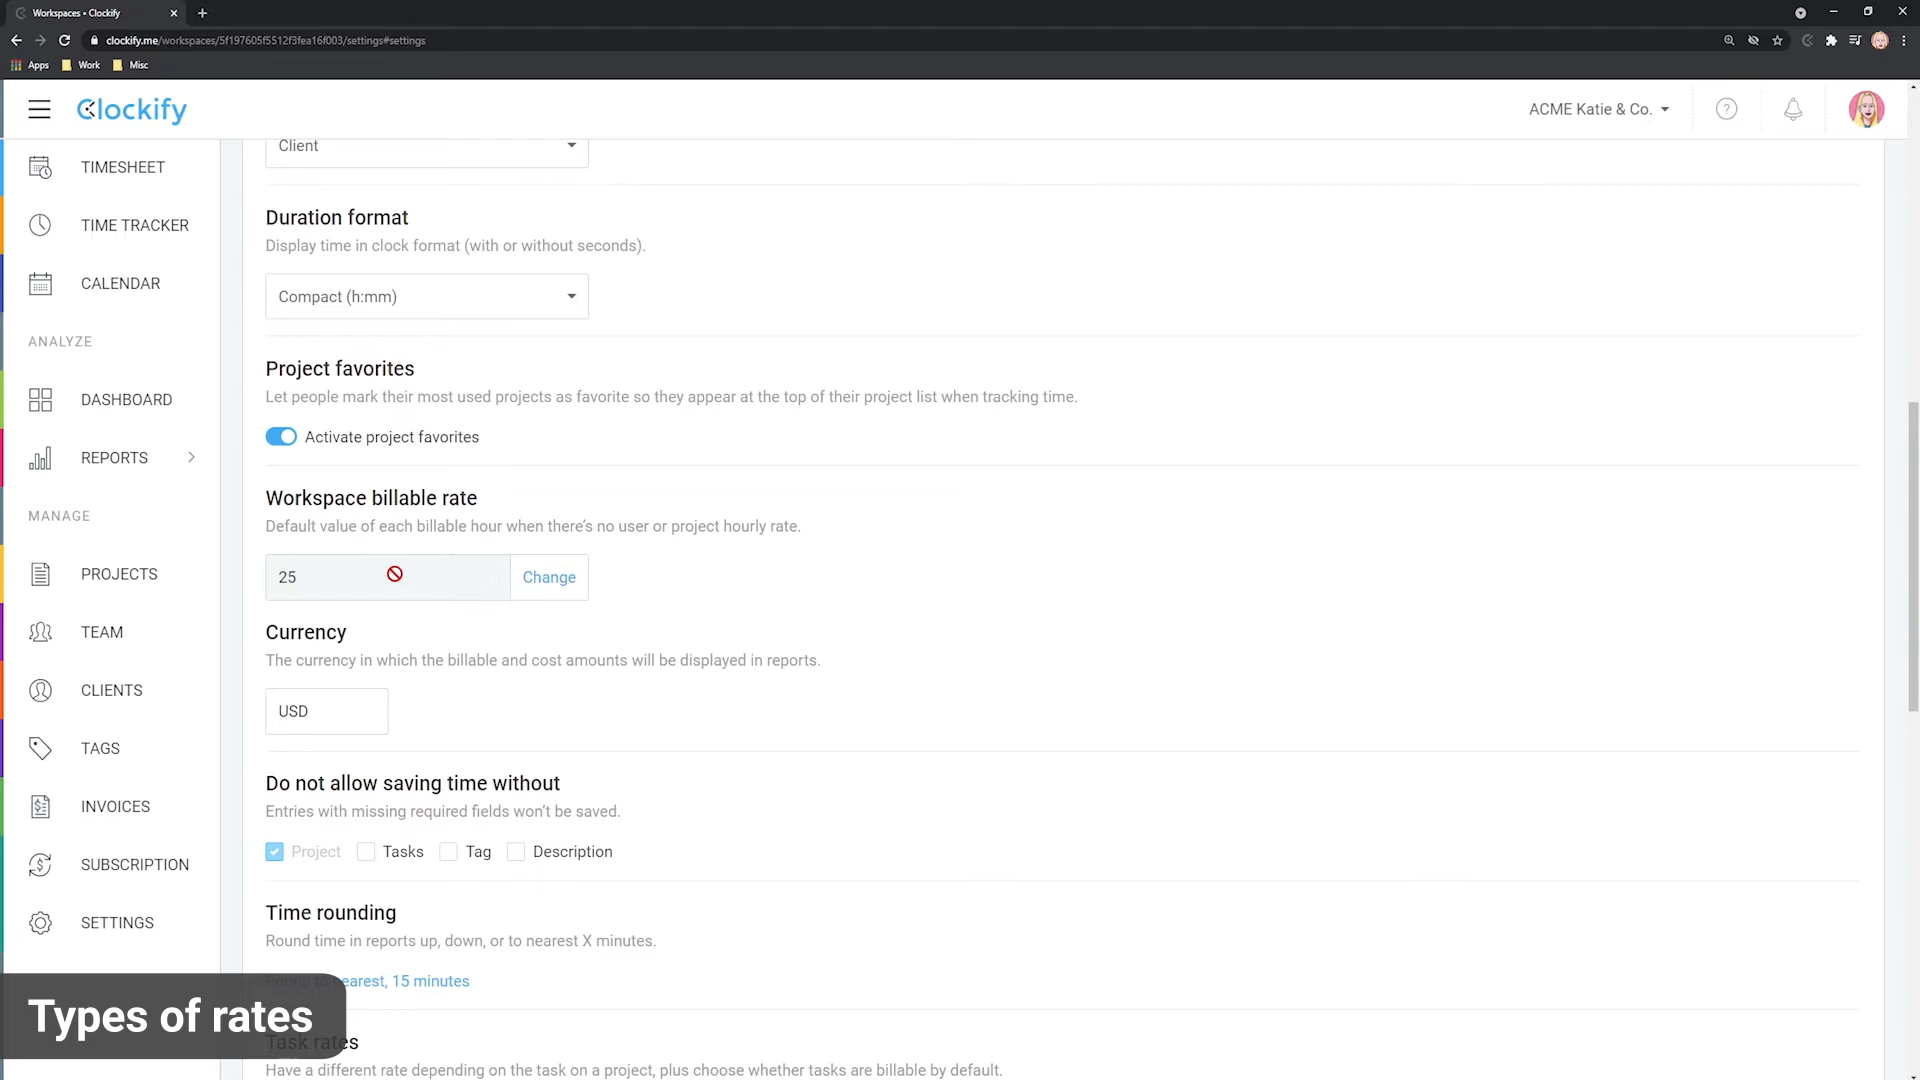 Workspaces • Clockify
clockify.me/workspaces/5f197605f5512f3fea16f003/settings#settings
Apps
Work
Misc
Clockify
ACME Katie & Co.
TIMESHEET
TIME TRACKER
CALENDAR
ANALYZE
DASHBOARD
REPORTS
MANAGE
PROJECTS
TEAM
CLIENTS
TAGS
INVOICES
SUBSCRIPTION
SETTINGS
Client
Duration format
Display time in clock format (with or without seconds).
Compact (h:mm)
Project favorites
Let people mark their most used projects as favorite so they appear at the top of their project list when tracking time.
Activate project favorites
Workspace billable rate
Default value of each billable hour when there's no user or project hourly rate.
25
Change
Currency
The currency in which the billable and cost amounts will be displayed in reports.
USD
Do not allow saving time without
Entries with missing required fields won't be saved.
Project
Tasks
Tag
Description
Time rounding
Round time in reports up, down, or to nearest X minutes.
Round to nearest, 15 minutes
Types of rates
Task rates
Have a different rate depending on the task on a project, plus choose whether tasks are billable by default.